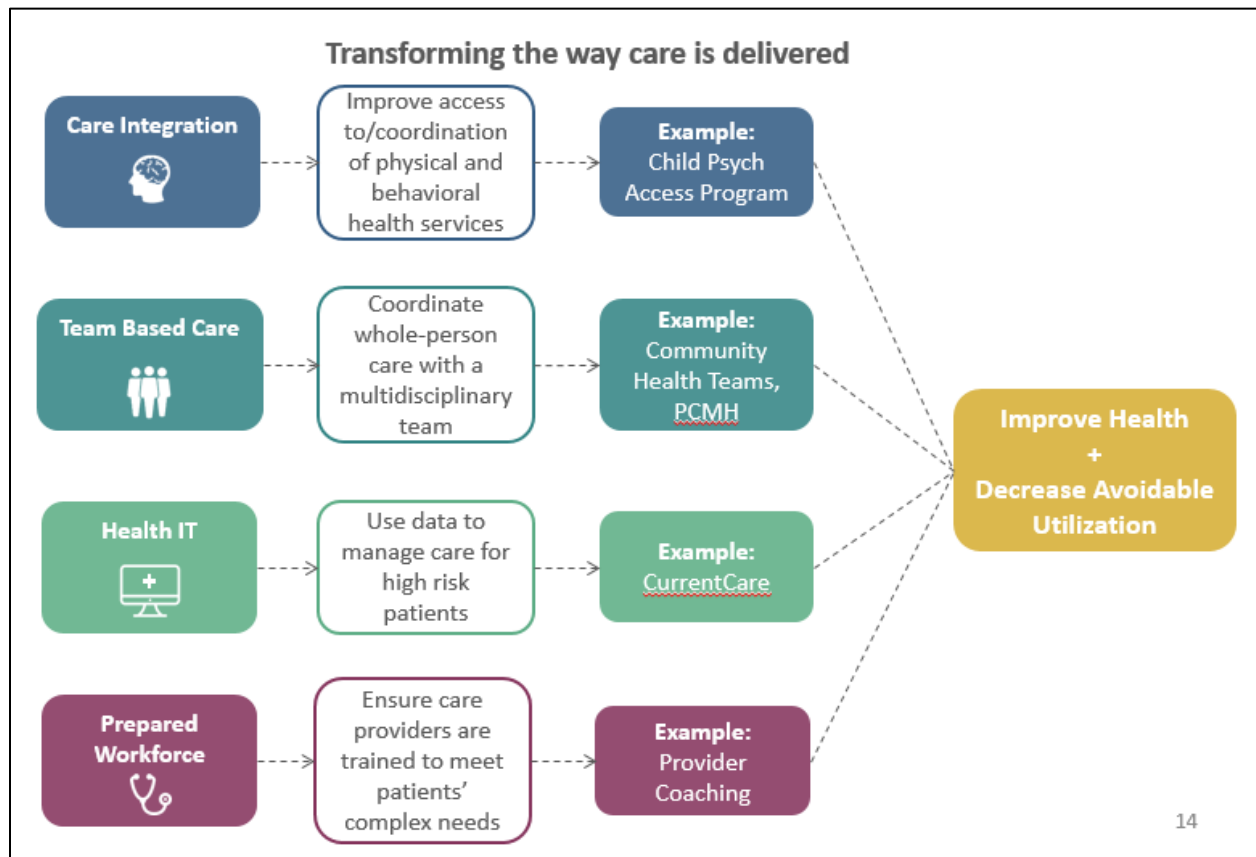 Transforming the way care is delivered
Care Integration
Improve access
to/coordination
of physical and
behavioral
health services
Example:
Child Psych
Access Program
Team Based Care
Coordinate
whole-person
care with a
multidisciplinary
team
Example:
Community
Health Teams,
PCMH
Improve Health
+
Decrease Avoidable
Utilization
Health IT
Use data to
manage care for
high risk
patients
Example:
CurrentCare
Prepared
Workforce
Ensure care
providers are
trained to meet
patients’
complex needs
Example:
Provider
Coaching
14